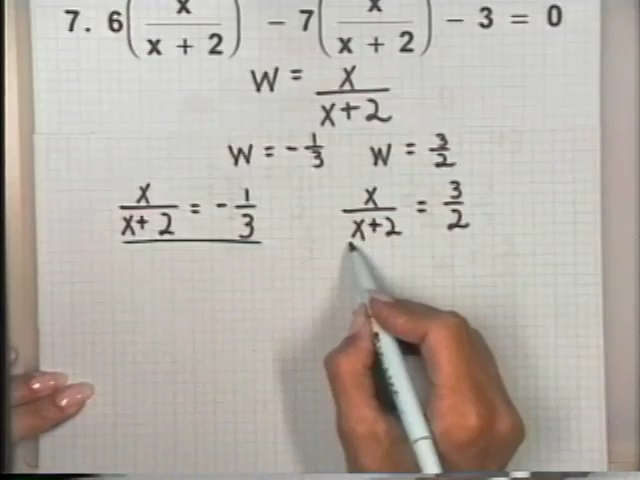 7. 6(x/(x + 2)) − 7(x/(x + 2)) − 3 = 0
W = x/(x+2)
W = -1/3 W = 3/2
x/(x+2) = -1/3 x/(x+2) = 3/2